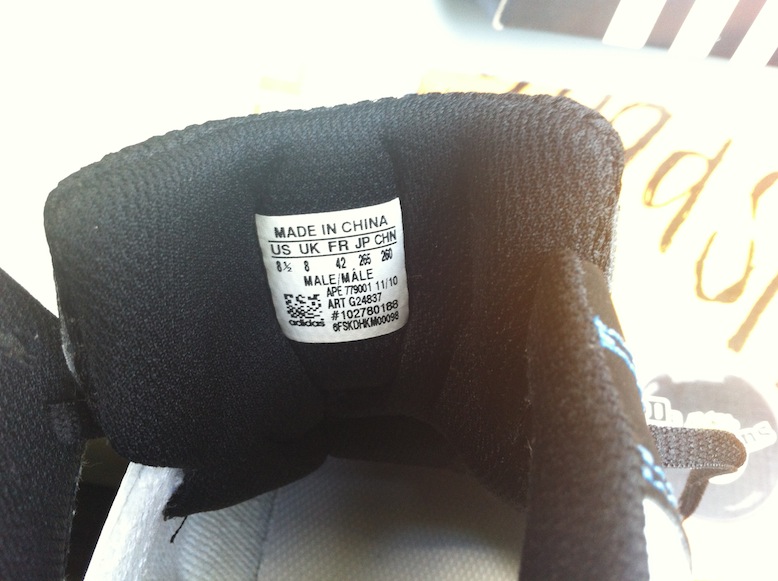 MADE IN CHINA
US UK FR JP CHN
8½ 8 42 265 260
MALE/MÂLE
APE 779001 11/10
ART G24837
#102780188
6FSKDHKM00098
adidas